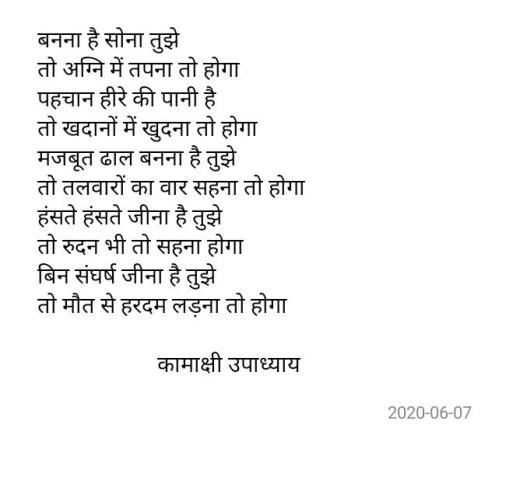 बनना है सोना तुझे
तो अग्नि में तपना तो होगा
पहचान हीरे की पानी है
तो खदानों में खुदना तो होगा
मजबूत ढाल बनना है तुझे
तो तलवारों का वार सहना तो होगा
हंसते हंसते जीना है तुझे
तो रुदन भी तो सहना होगा
बिन संघर्ष जीना है तुझे
तो मौत से हरदम लड़ना तो होगा
कामाक्षी उपाध्याय
2020-06-07